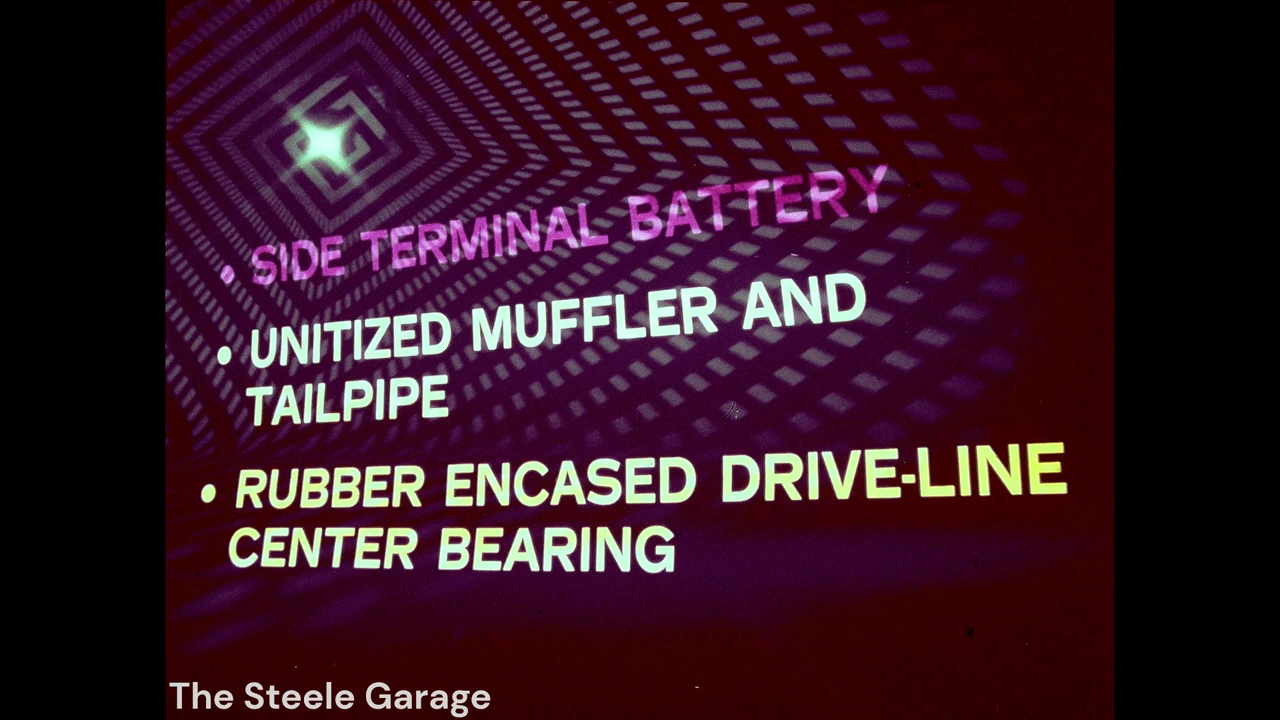 • SIDE TERMINAL BATTERY
• UNITIZED MUFFLER AND
TAILPIPE
• RUBBER ENCASED DRIVE-LINE
CENTER BEARING
The Steele Garage